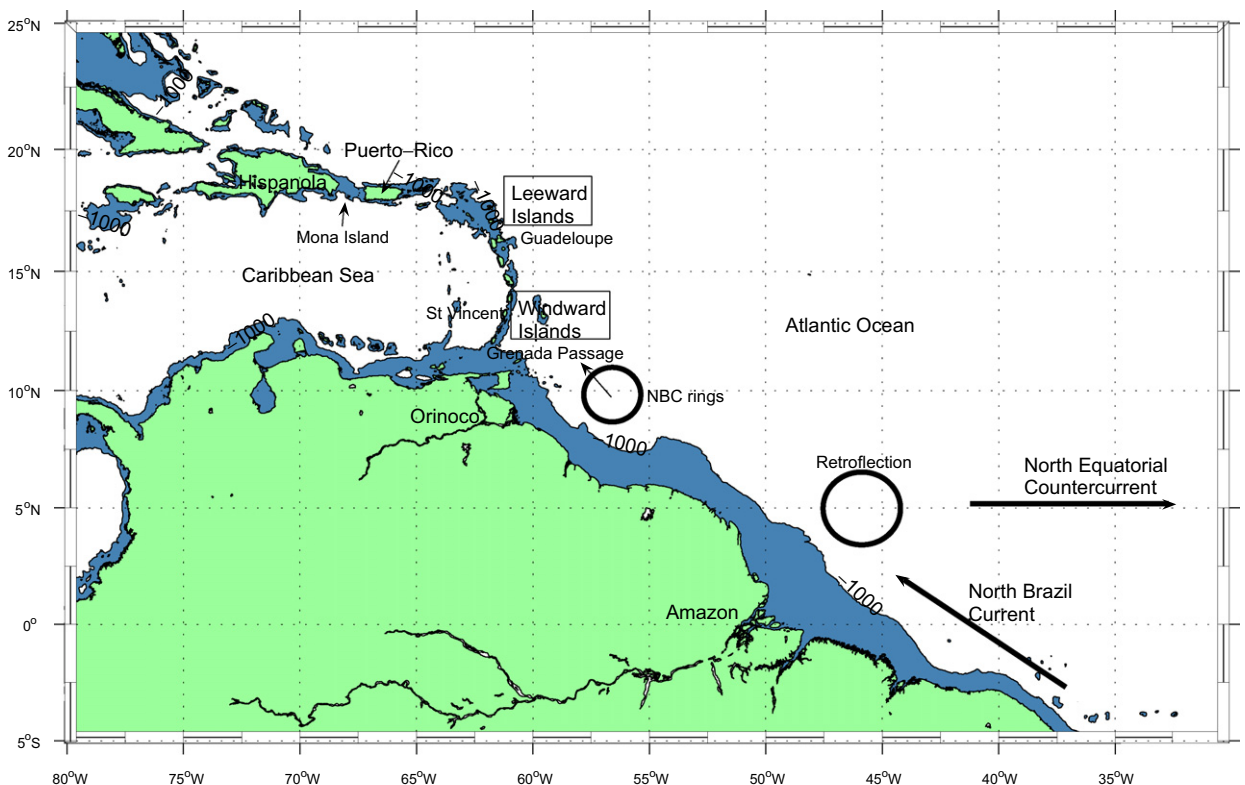 25°N
20°N
15°N
10°N
5°N
0°
5°S
80°W
75°W
70°W
65°W
60°W
55°W
50°W
45°W
40°W
35°W
−1000
Puerto−Rico
Hispanola
−1000
−1000
Leeward
Islands
−1000
Mona Island
Guadeloupe
Caribbean Sea
St Vincent
Windward
Islands
Atlantic Ocean
−1000
Grenada Passage
NBC rings
Orinoco
−1000
Retroflection
North Equatorial
Countercurrent
−1000
North Brazil
Current
Amazon